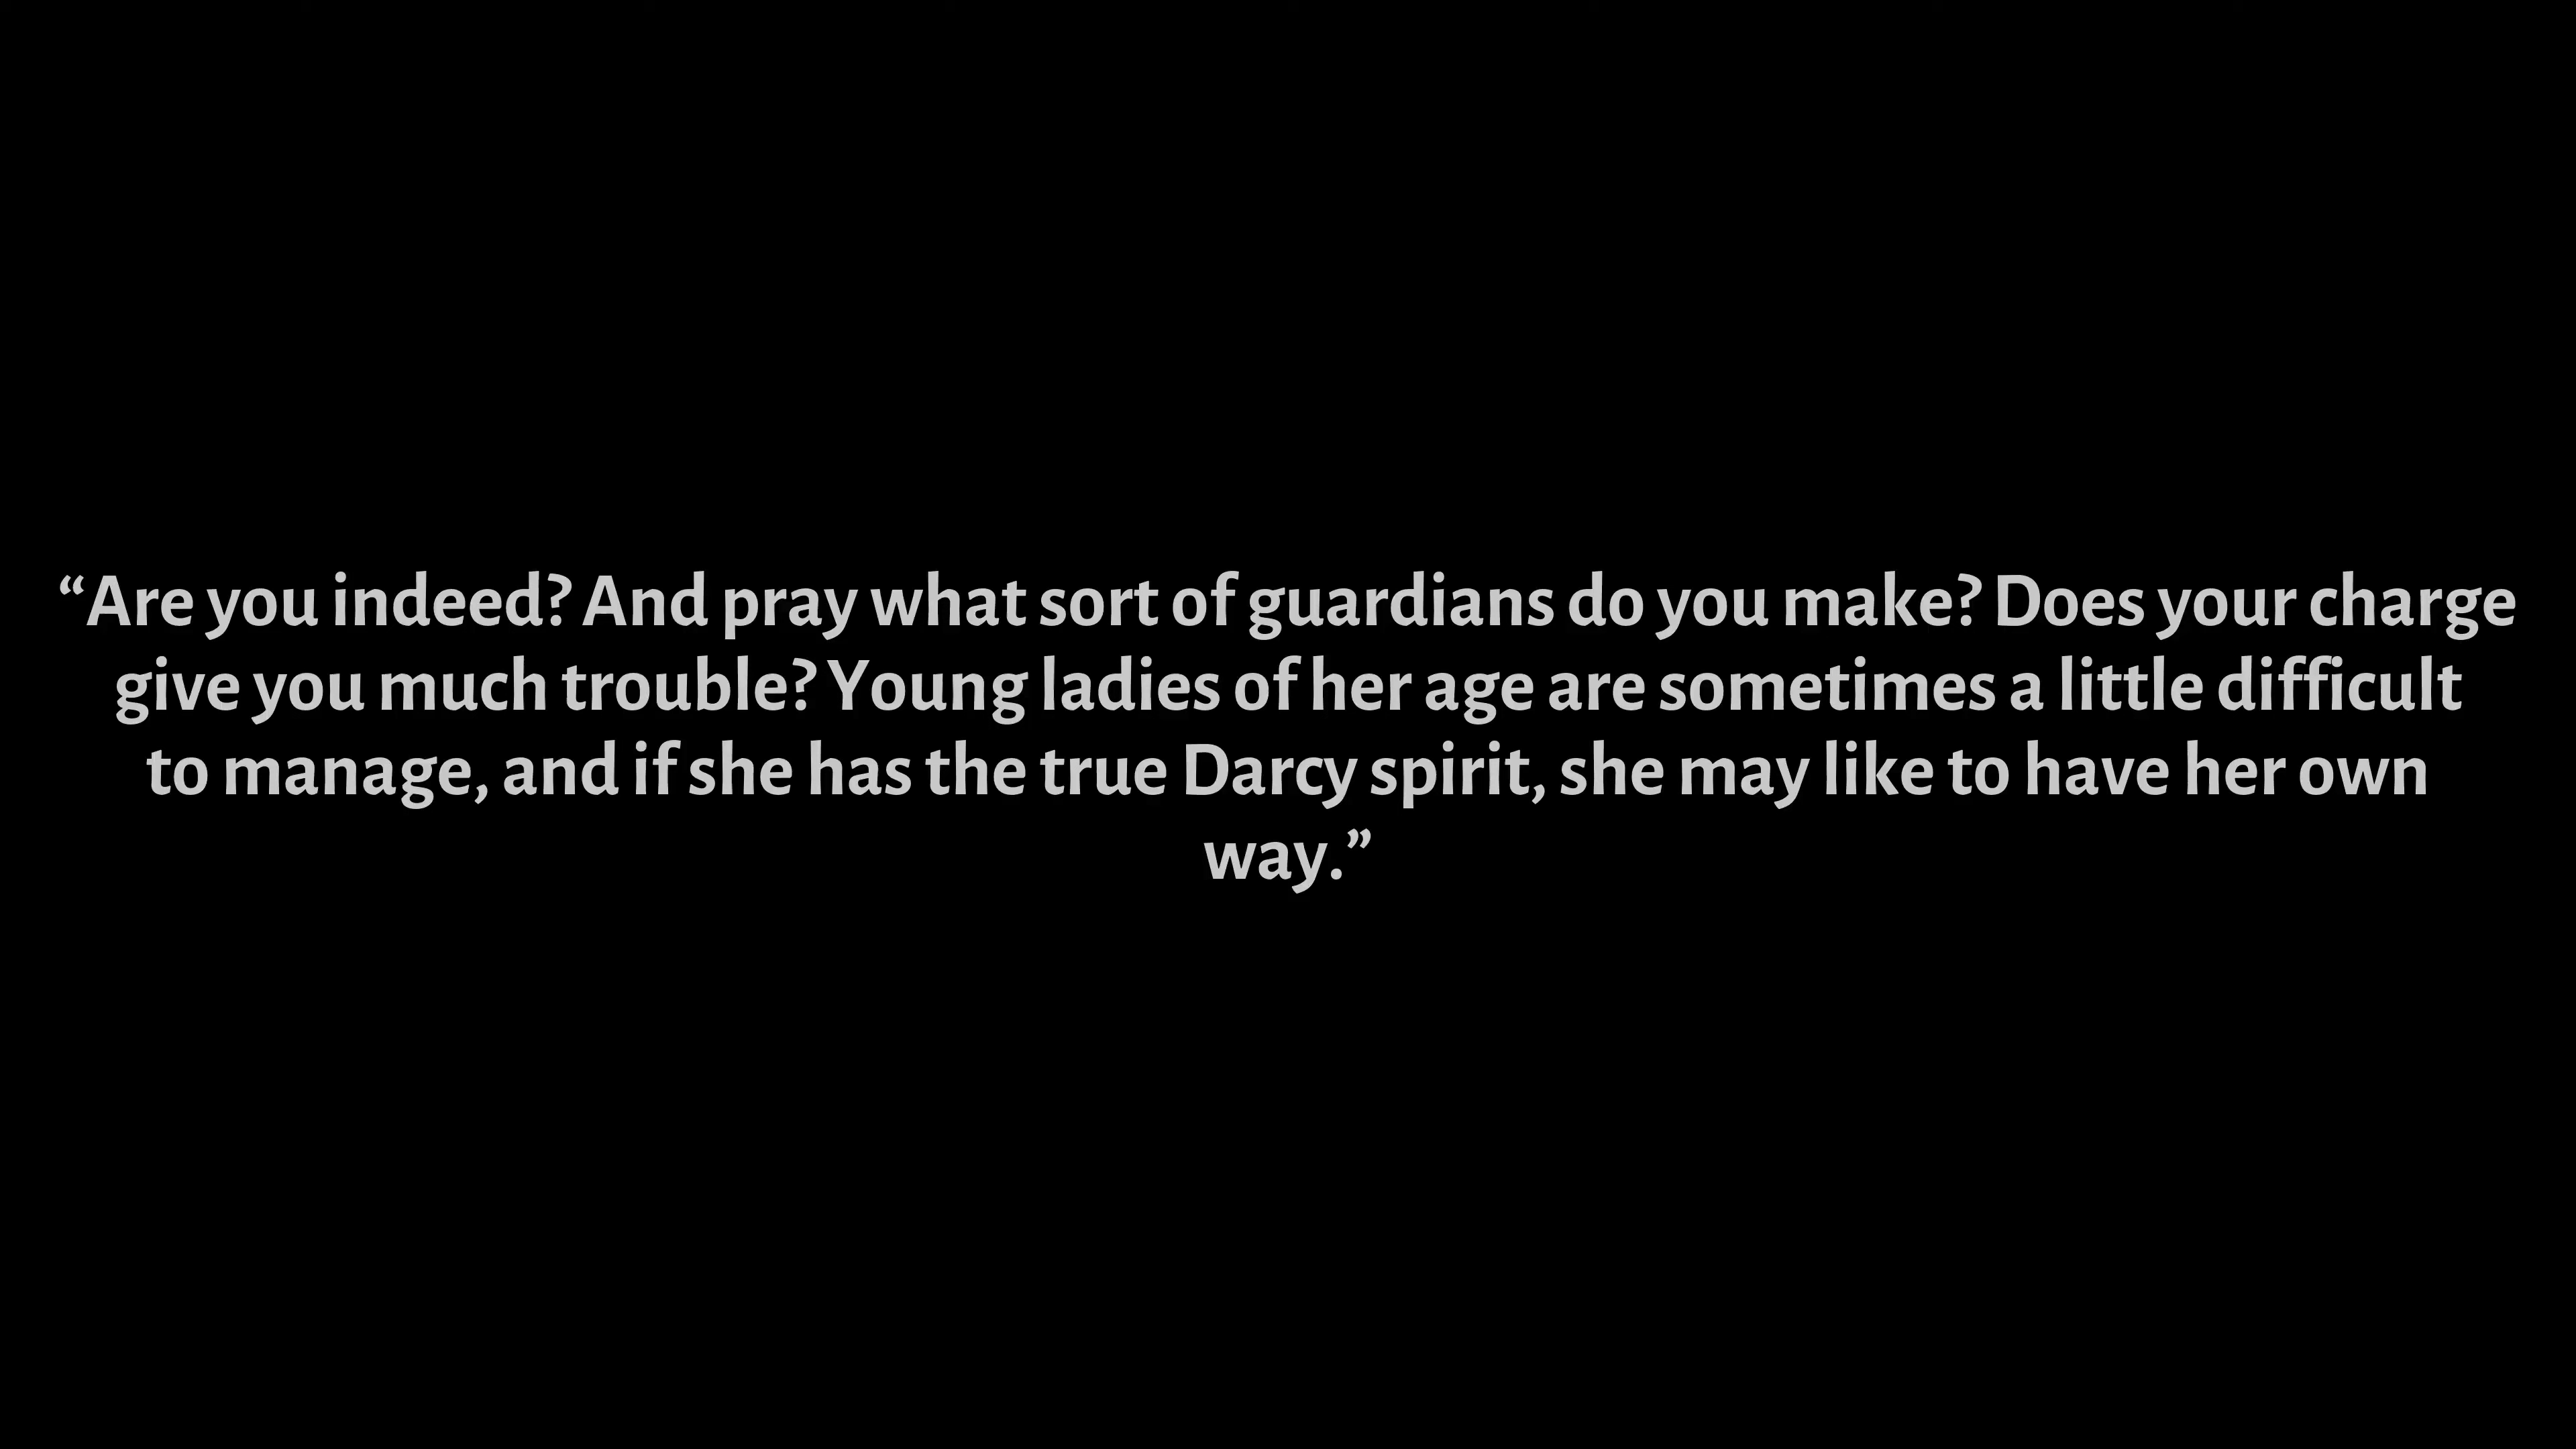 “Are you indeed? And pray what sort of guardians do you make? Does your charge
give you much trouble? Young ladies of her age are sometimes a little difficult
to manage, and if she has the true Darcy spirit, she may like to have her own
way.”